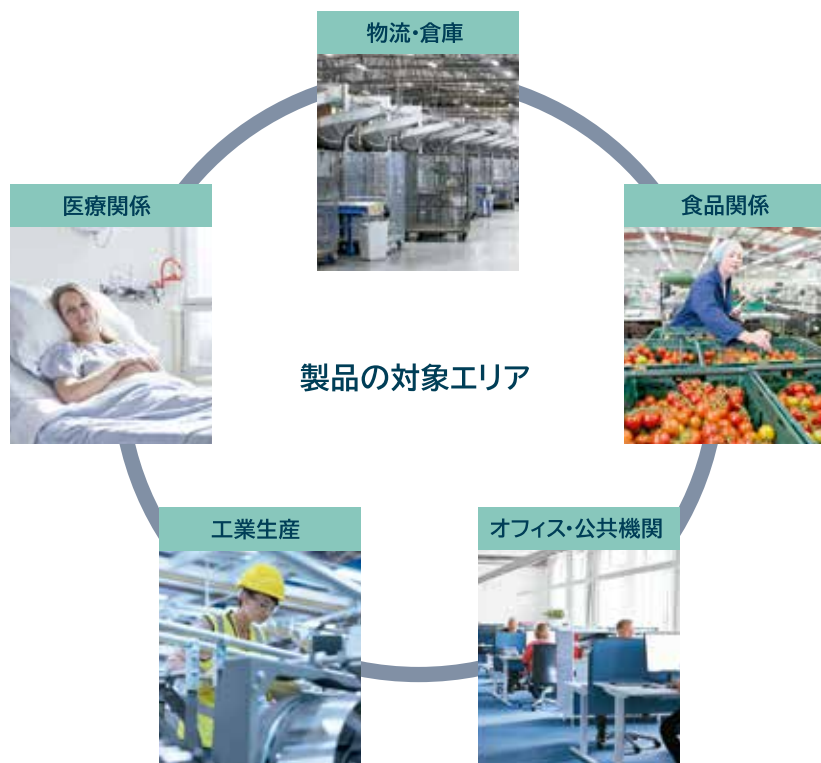 物流・倉庫
医療関係
食品関係
製品の対象エリア
工業生産
オフィス・公共機関